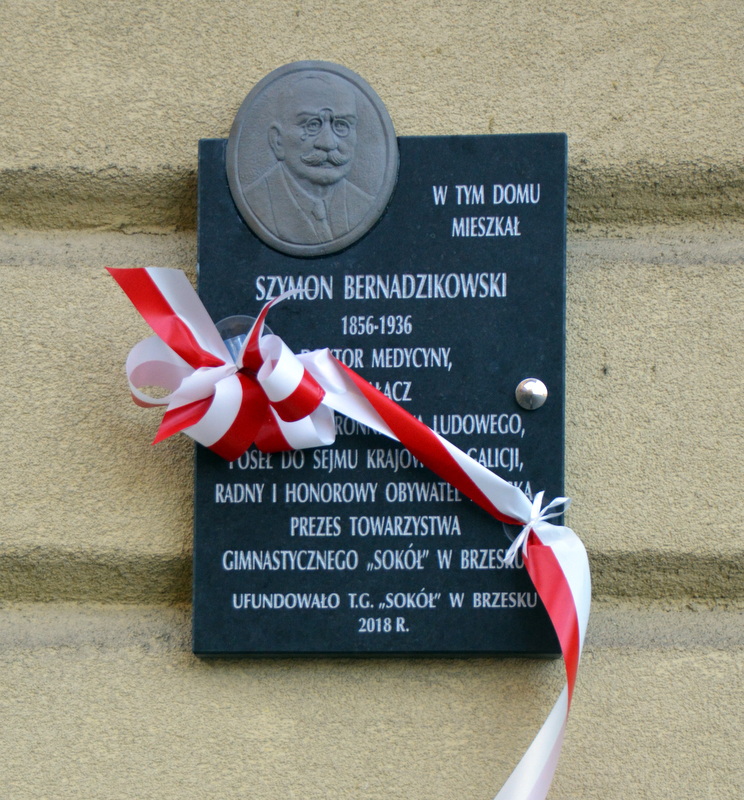 W TYM DOMU
MIESZKAŁ
SZYMON BERNADZIKOWSKI
1856-1936
MEDYCYNY,
LUDOWEGO,
POSEŁ DO SEJMU GALICJI,
RADNY I HONOROWY OBYWATEL
PREZES TOWARZYSTWA
GIMNASTYCZNEGO „SOKÓŁ” W BRZESKU
UFUNDOWAŁO T.G. „SOKÓŁ” W BRZESKU
2018 R.